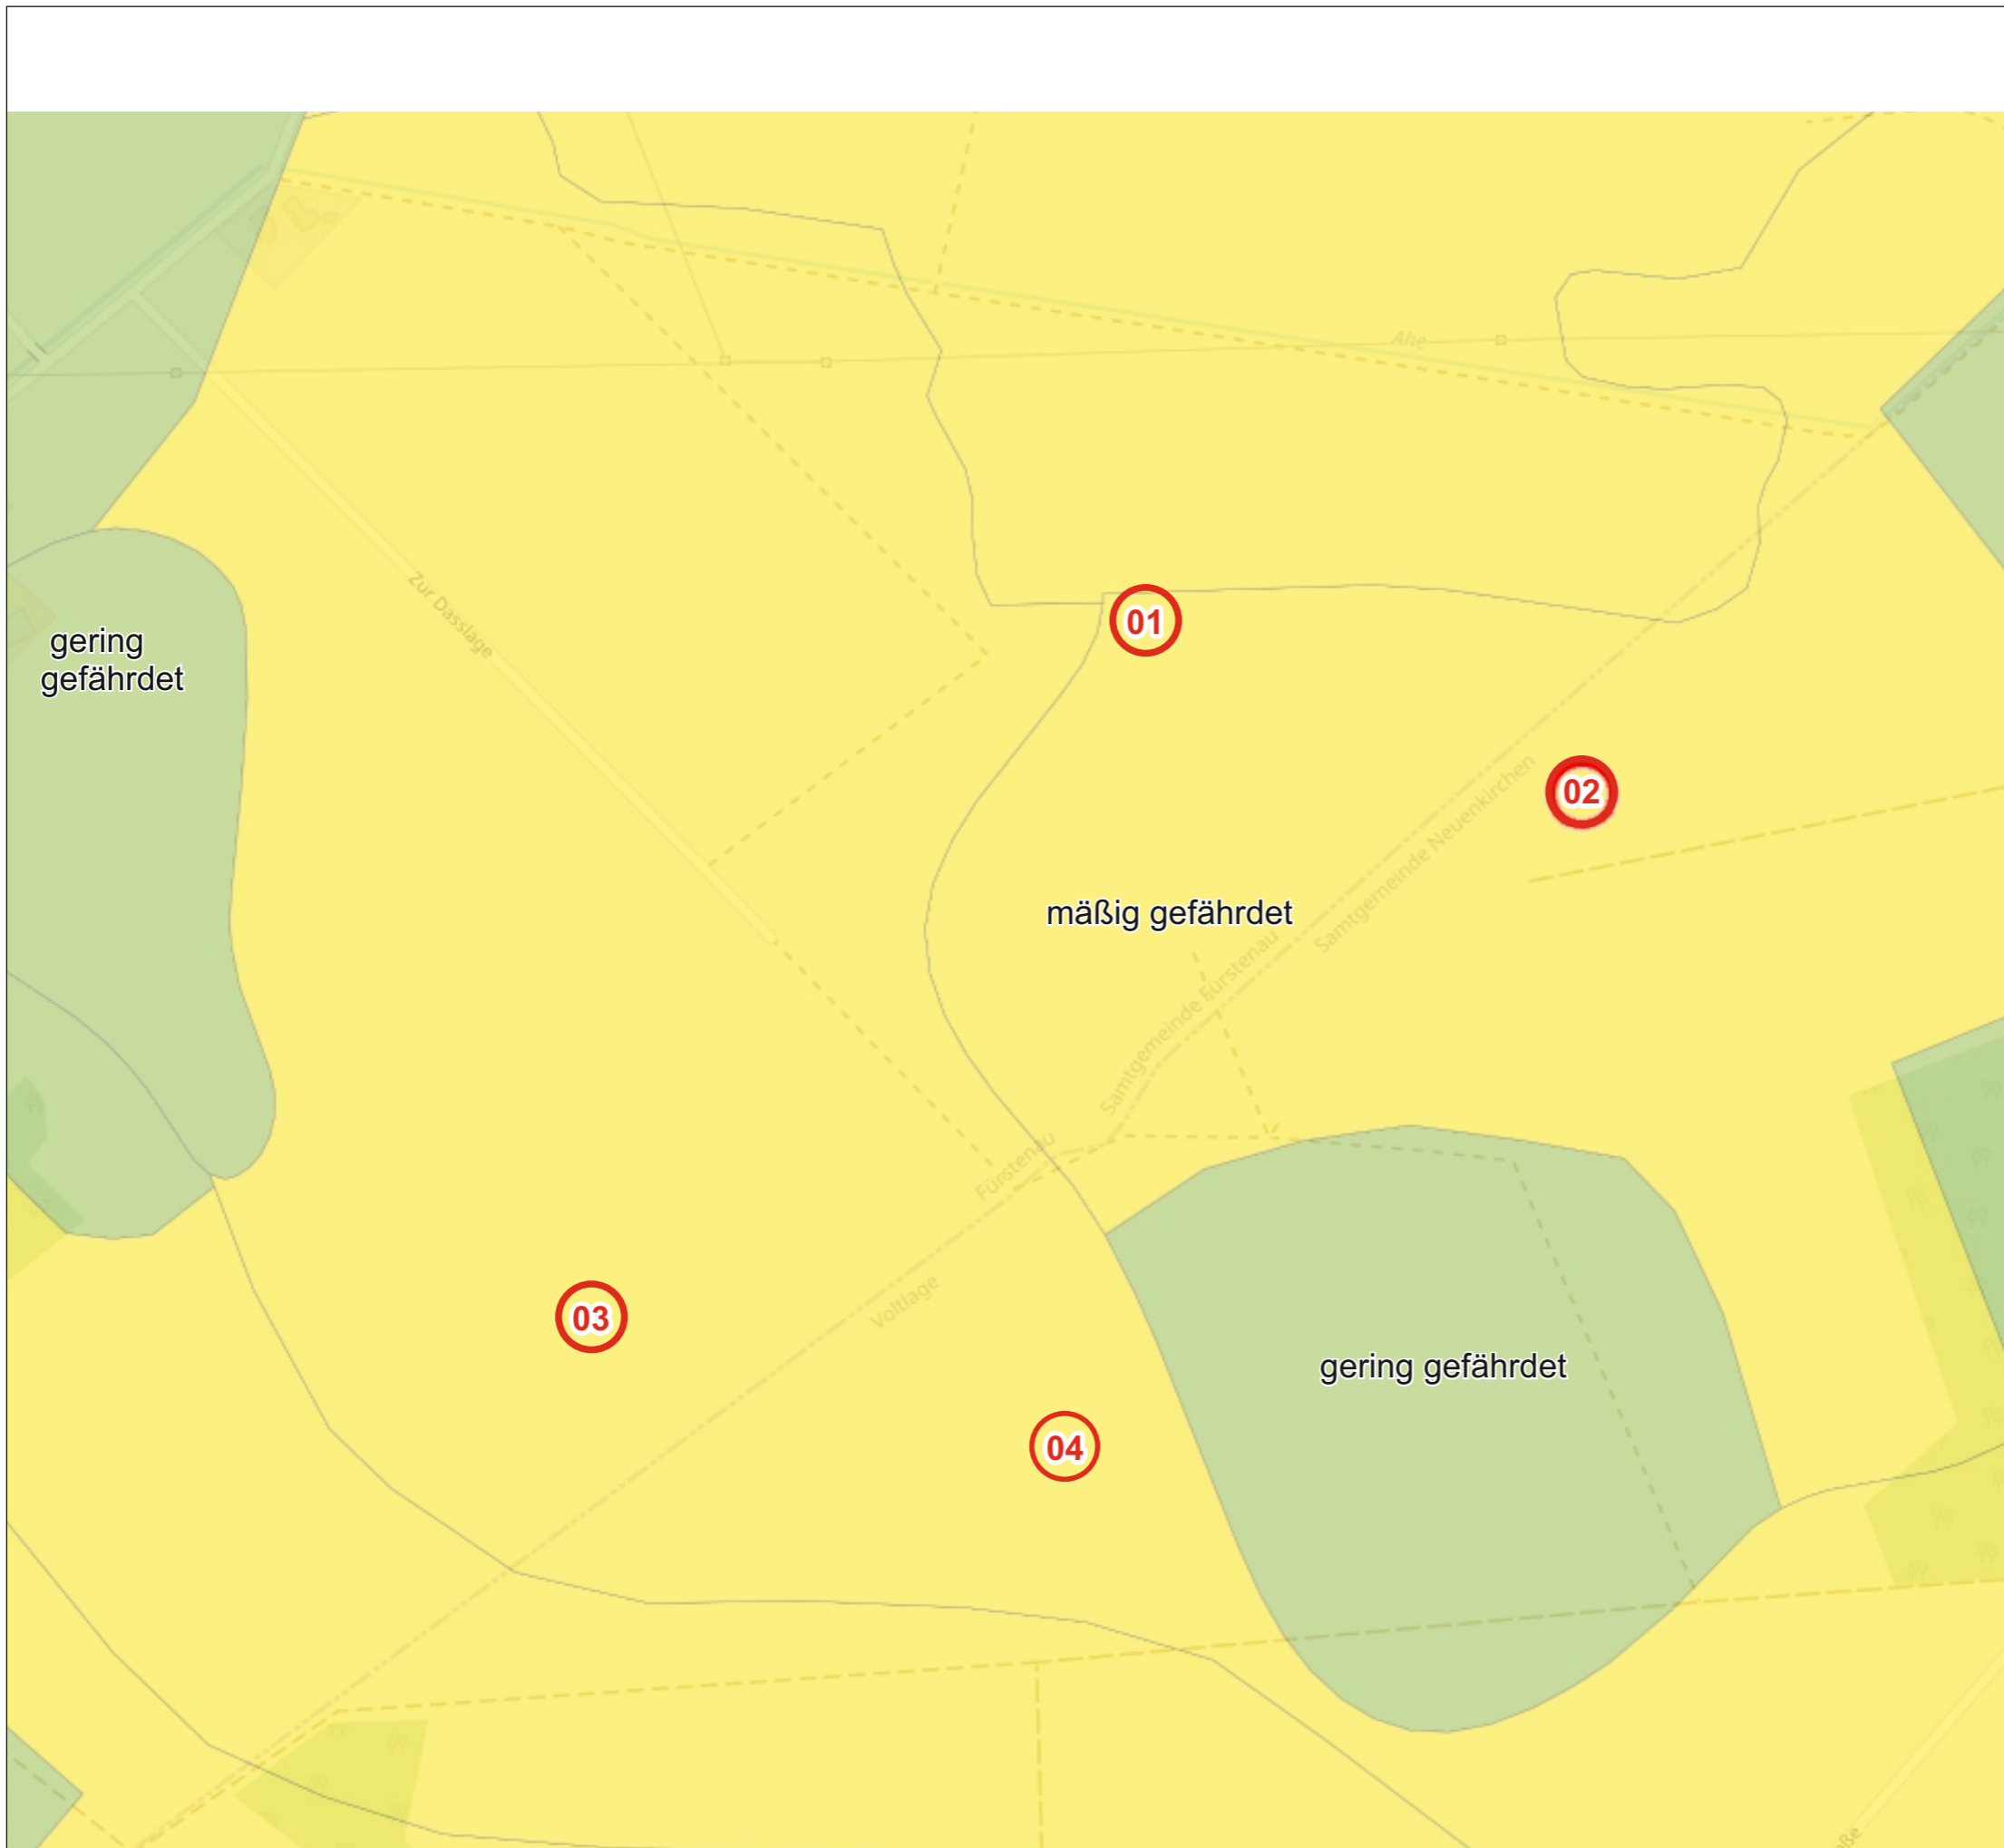 Ahe
Zur Dasslage
01
gering
gefährdet
02
Samtgemeinde Neuenkirchen
mäßig gefährdet
Samtgemeinde Fürstenau
Fürstenau
Voltlage
03
gering gefährdet
04